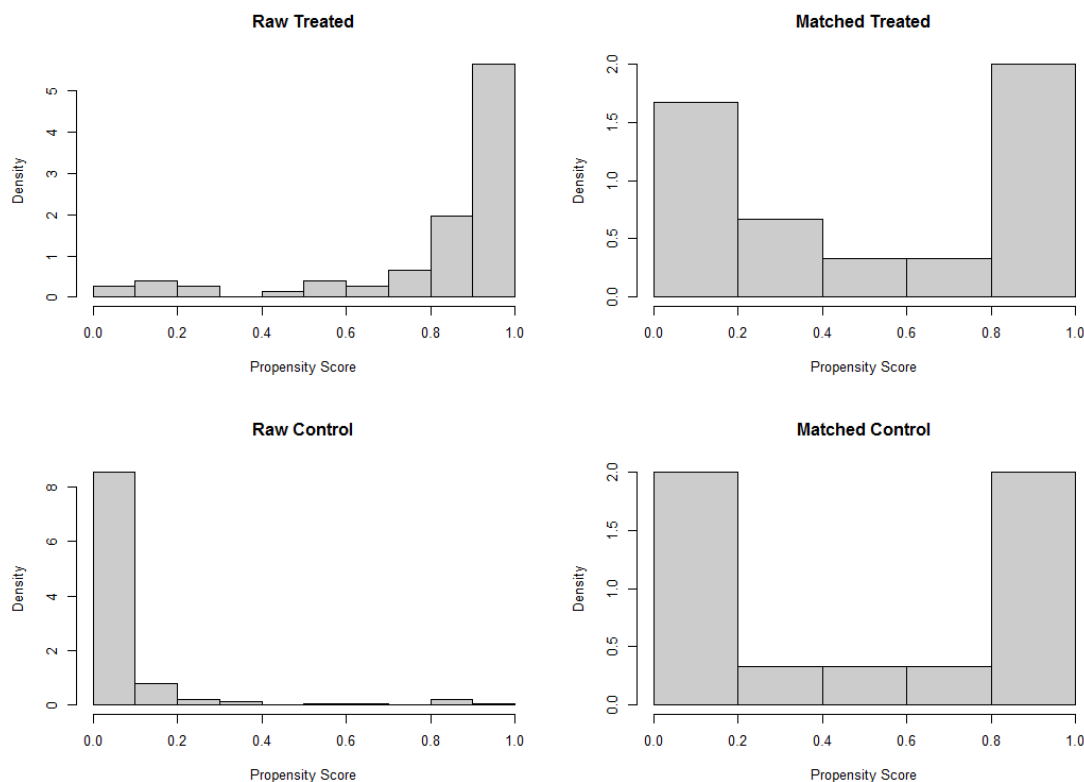 Raw Treated
Density
0 1 2 3 4 5
0.0 0.2 0.4 0.6 0.8 1.0
Propensity Score
Matched Treated
Density
0.0 0.5 1.0 1.5 2.0
0.0 0.2 0.4 0.6 0.8 1.0
Propensity Score
Raw Control
Density
0 2 4 6 8
0.0 0.2 0.4 0.6 0.8 1.0
Propensity Score
Matched Control
Density
0.0 0.5 1.0 1.5 2.0
0.0 0.2 0.4 0.6 0.8 1.0
Propensity Score